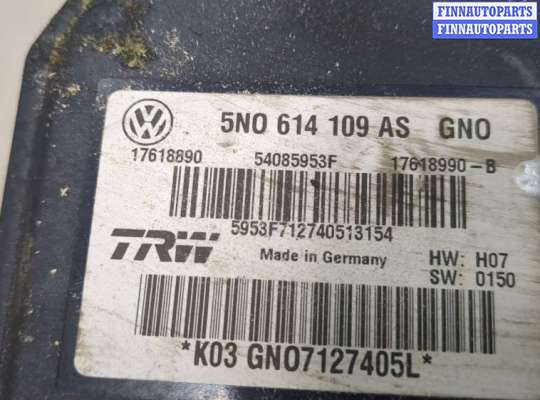 FINNAUTOPARTS
FINNAUTOPARTS
5N0 614 109 AS GNO
17618890 54085953F 17618990-B
5953F712740513154
TRW Made in Germany HW: H07
SW: 0150
*K03 GNO7127405L*